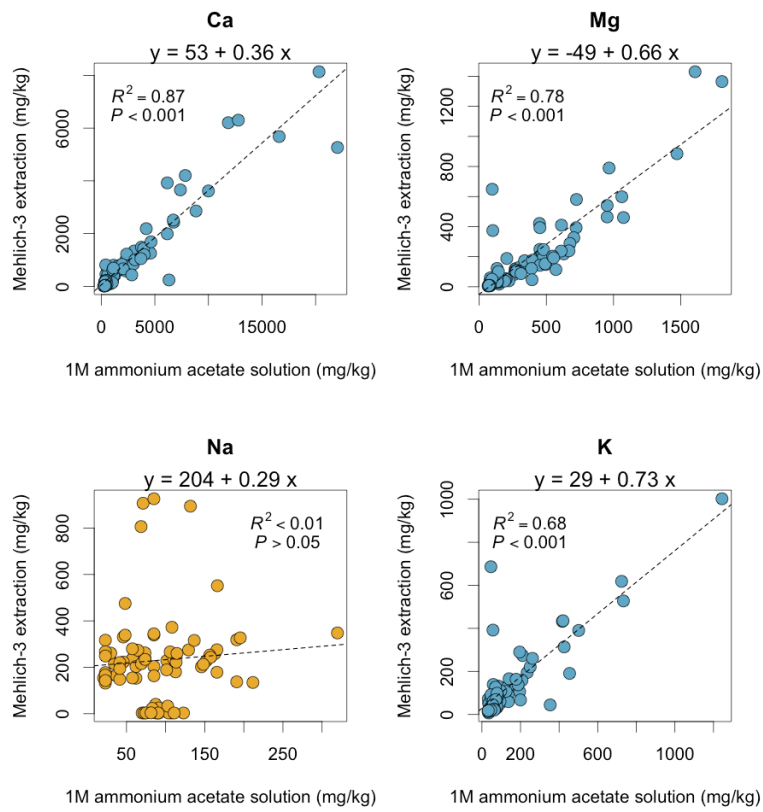 Ca
y = 53 + 0.36 x
R² = 0.87
P < 0.001
Mehlich-3 extraction (mg/kg)
6000
2000
0
0 5000 15000
1M ammonium acetate solution (mg/kg)
Mg
y = -49 + 0.66 x
R² = 0.78
P < 0.001
Mehlich-3 extraction (mg/kg)
1400
800
400
0
0 500 1000 1500
1M ammonium acetate solution (mg/kg)
Na
y = 204 + 0.29 x
R² < 0.01
P > 0.05
Mehlich-3 extraction (mg/kg)
800
600
400
200
0
50 150 250
1M ammonium acetate solution (mg/kg)
K
y = 29 + 0.73 x
R² = 0.68
P < 0.001
Mehlich-3 extraction (mg/kg)
1000
600
200
0
0 200 600 1000
1M ammonium acetate solution (mg/kg)